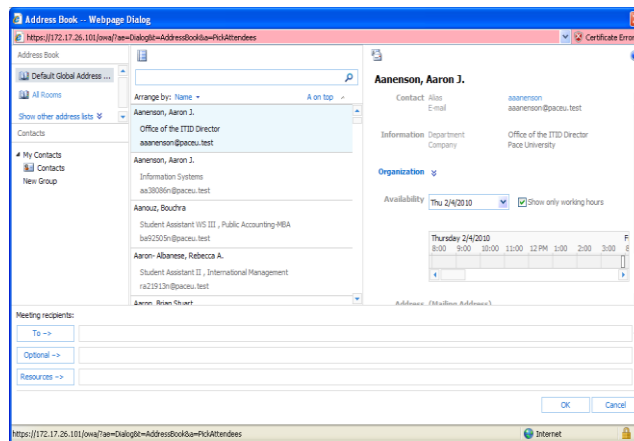 Address Book -- Webpage Dialog
https://172.17.26.101/owa/?ae=Dialog&t=AddressBook&a=PickAttendees
Certificate Error
Address Book
Default Global Address ...
All Rooms
Show other address lists
Contacts
My Contacts
Contacts
New Group
Arrange by: Name
A on top
Aanenson, Aaron J.
Office of the ITID Director
aaanenson@paceu.test
Aanenson, Aaron J.
Information Systems
aa38086n@paceu.test
Aanouz, Bouchra
Student Assistant WS III , Public Accounting-MBA
ba92505n@paceu.test
Aaron- Albanese, Rebecca A.
Student Assistant II , International Management
ra21913n@paceu.test
Aaron, Brian Stuart
Aanenson, Aaron J.
Contact Alias aaanenson
E-mail aaanenson@paceu.test
Information Department Office of the ITID Director
Company Pace University
Organization
Availability Thu 2/4/2010 Show only working hours
Thursday 2/4/2010 F
8:00 9:00 10:00 11:00 12 PM 1:00 2:00 3:00 8
Address (Mailing Address)
Meeting recipients:
To ->
Optional ->
Resources ->
OK Cancel
https://172.17.26.101/owa/?ae=Dialog&t=AddressBook&a=PickAttendees
Internet